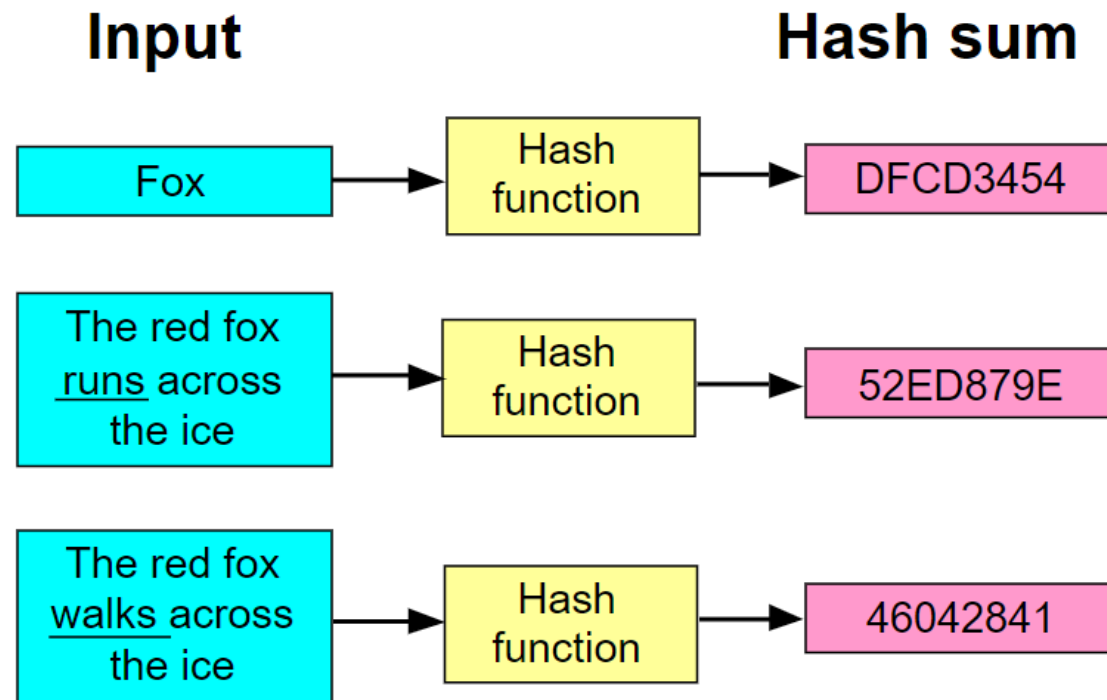 Input
Hash sum
Fox
Hash
function
DFCD3454
The red fox
runs across
the ice
Hash
function
52ED879E
The red fox
walks across
the ice
Hash
function
46042841